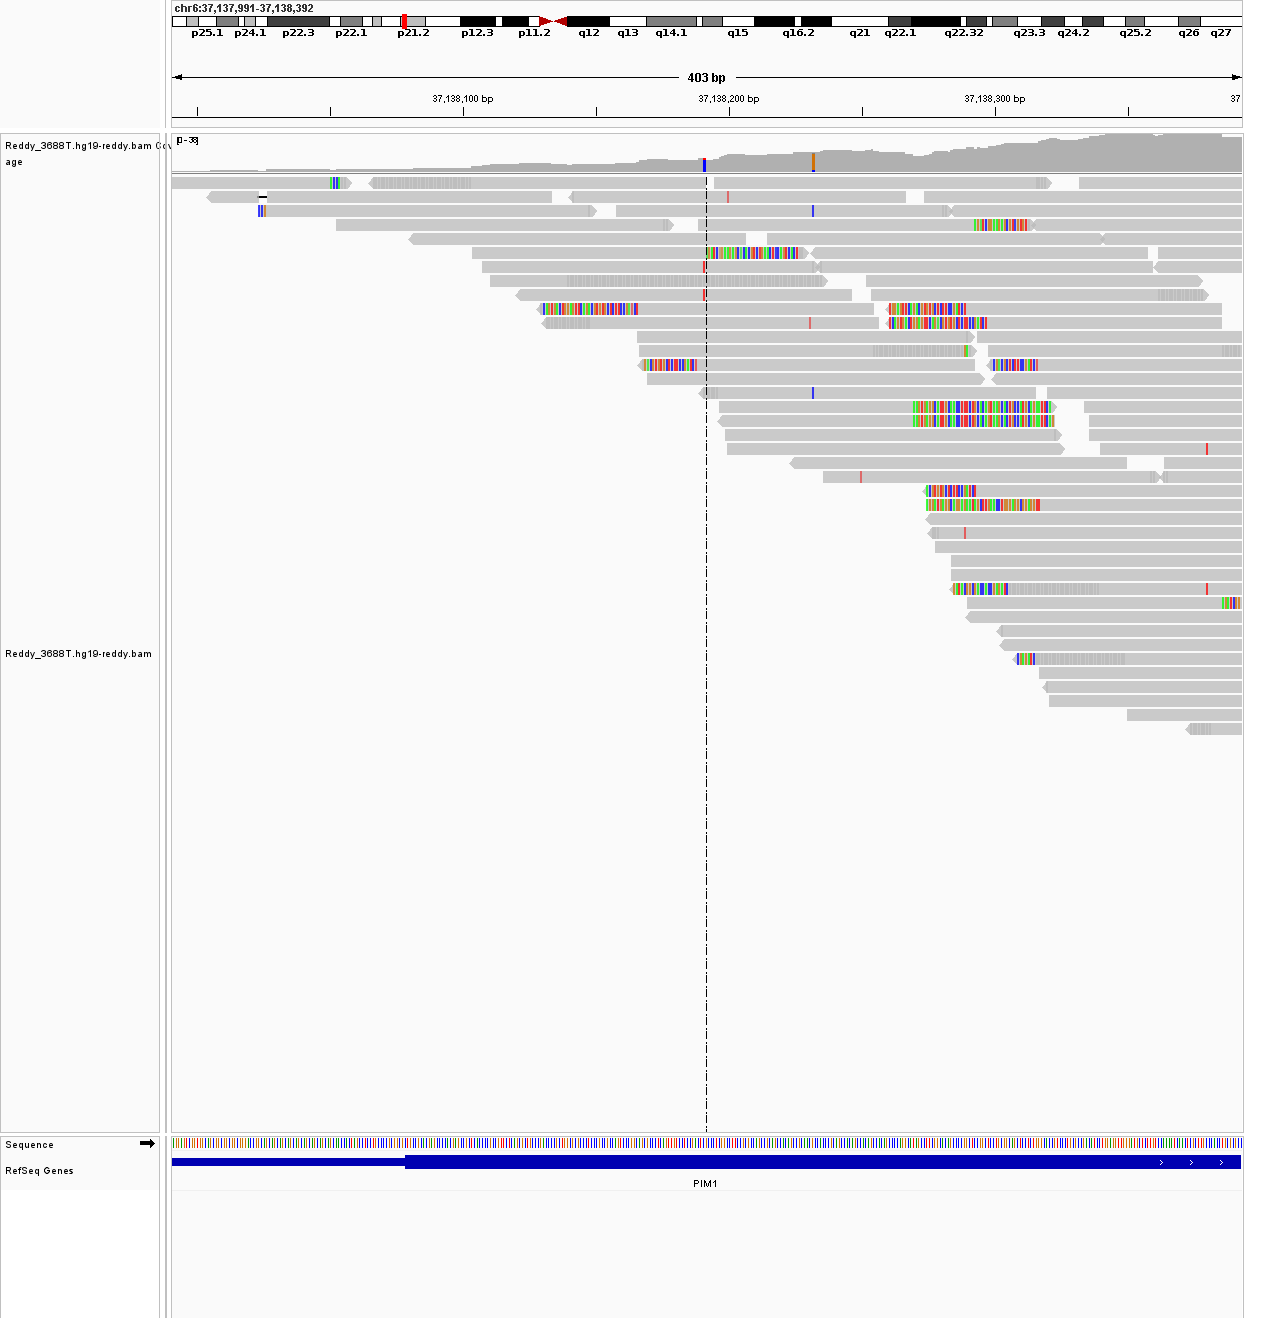 chr6:37,137,991-37,138,392
p25.1 p24.1 p22.3 p22.1 p21.2 p12.3 p11.2 q12 q13 q14.1 q15 q16.2 q21 q22.1 q22.32 q23.3 q24.2 q25.2 q26 q27
403 bp
37,138,100 bp 37,138,200 bp 37,138,300 bp 37
Reddy_3688T.hg19-reddy.bam Cov
age
[0-38]
Reddy_3688T.hg19-reddy.bam
Sequence
RefSeq Genes
PIM1